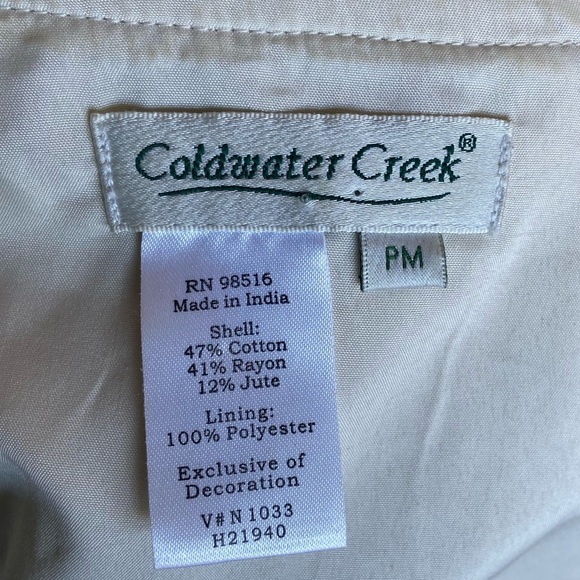 Coldwater Creek®
PM
RN 98516
Made in India
Shell:
47% Cotton
41% Rayon
12% Jute
Lining:
100% Polyester
Exclusive of
Decoration
V# N 1033
H21940